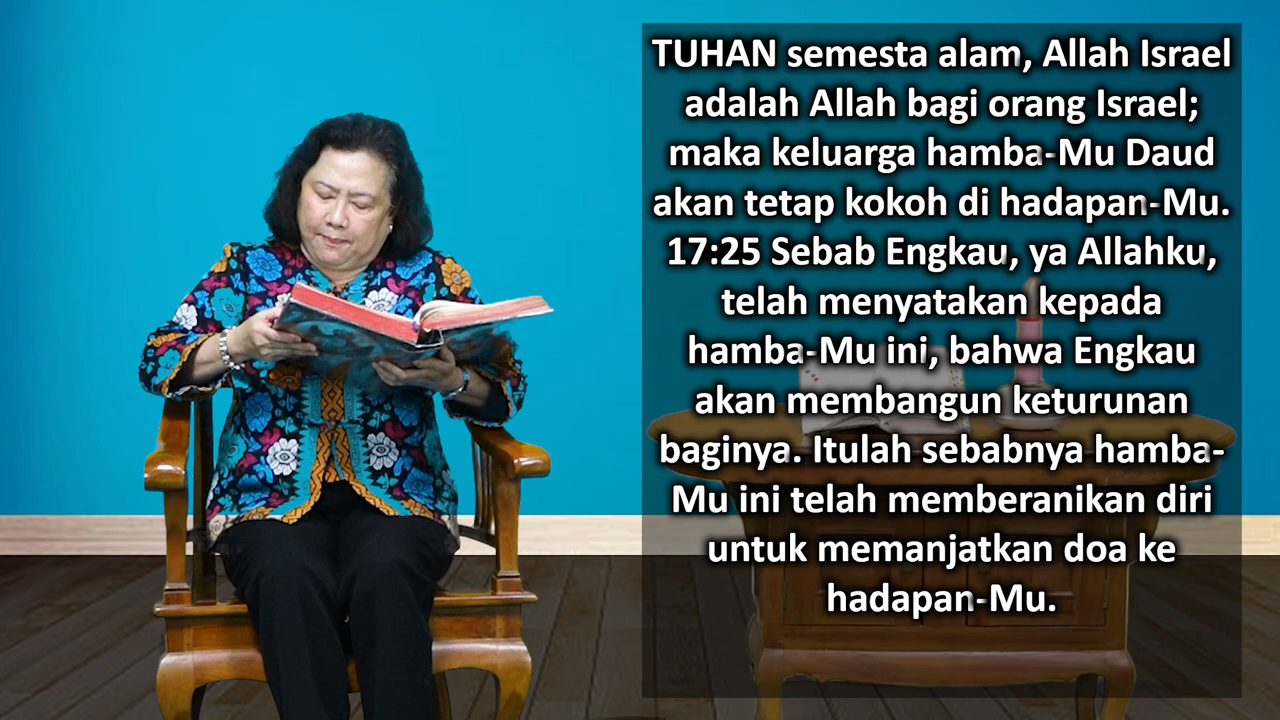 TUHAN semesta alam, Allah Israel
adalah Allah bagi orang Israel;
maka keluarga hamba-Mu Daud
akan tetap kokoh di hadapan-Mu.
17:25 Sebab Engkau, ya Allahku,
telah menyatakan kepada
hamba-Mu ini, bahwa Engkau
akan membangun keturunan
baginya. Itulah sebabnya hamba-
Mu ini telah memberanikan diri
untuk memanjatkan doa ke
hadapan-Mu.